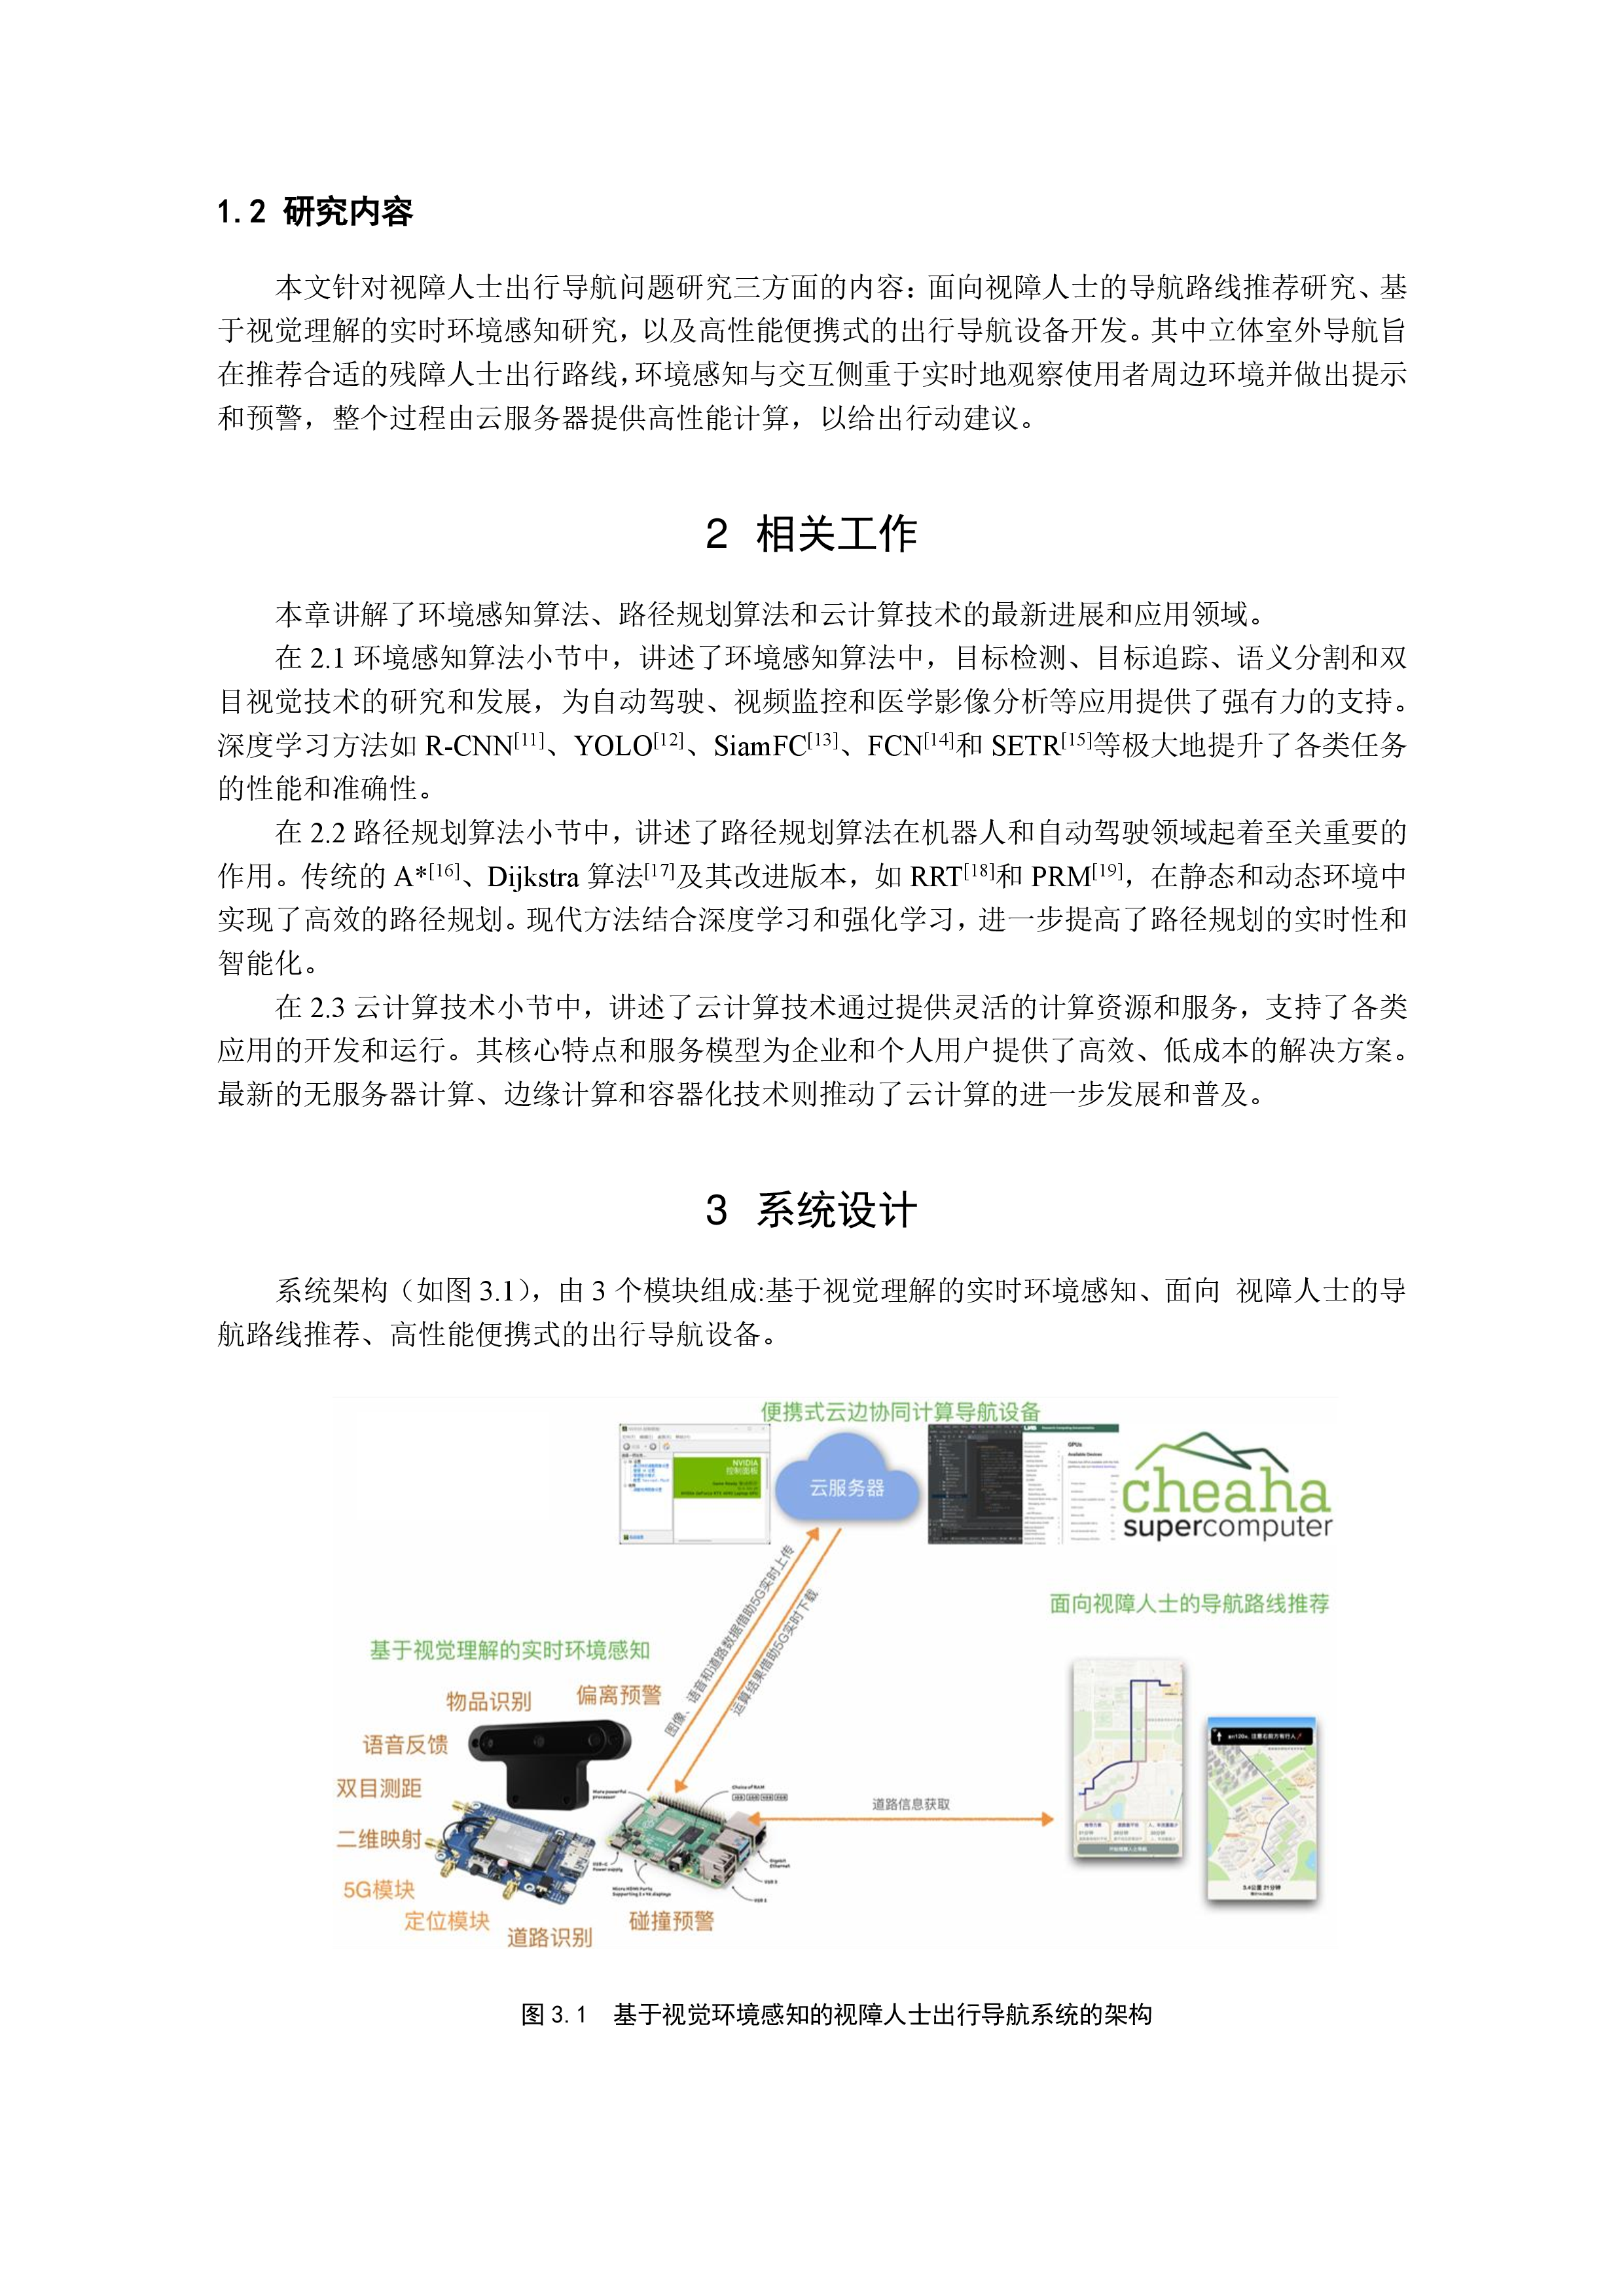 1.2 研究内容
本文针对视障人士出行导航问题研究三方面的内容：面向视障人士的导航路线推荐研究、基
于视觉理解的实时环境感知研究，以及高性能便携式的出行导航设备开发。其中立体室外导航旨
在推荐合适的残障人士出行路线，环境感知与交互侧重于实时地观察使用者周边环境并做出提示
和预警，整个过程由云服务器提供高性能计算，以给出行动建议。
2 相关工作
本章讲解了环境感知算法、路径规划算法和云计算技术的最新进展和应用领域。
在 2.1 环境感知算法小节中，讲述了环境感知算法中，目标检测、目标追踪、语义分割和双
目视觉技术的研究和发展，为自动驾驶、视频监控和医学影像分析等应用提供了强有力的支持。
深度学习方法如 R-CNN[11]、YOLO[12]、SiamFC[13]、FCN[14]和 SETR[15]等极大地提升了各类任务
的性能和准确性。
在 2.2 路径规划算法小节中，讲述了路径规划算法在机器人和自动驾驶领域起着至关重要的
作用。传统的 A*[16]、Dijkstra 算法[17]及其改进版本，如 RRT[18]和 PRM[19]，在静态和动态环境中
实现了高效的路径规划。现代方法结合深度学习和强化学习，进一步提高了路径规划的实时性和
智能化。
在 2.3 云计算技术小节中，讲述了云计算技术通过提供灵活的计算资源和服务，支持了各类
应用的开发和运行。其核心特点和服务模型为企业和个人用户提供了高效、低成本的解决方案。
最新的无服务器计算、边缘计算和容器化技术则推动了云计算的进一步发展和普及。
3 系统设计
系统架构（如图 3.1），由 3 个模块组成:基于视觉理解的实时环境感知、面向 视障人士的导
航路线推荐、高性能便携式的出行导航设备。
便携式云边协同计算导航设备
NVIDIA
控制面板
云服务器
GPUs
cheaha
supercomputer
图像、语音和道路数据借助5G实时上传
运算结果借助5G实时下载
面向视障人士的导航路线推荐
基于视觉理解的实时环境感知
物品识别
偏离预警
语音反馈
双目测距
二维映射
5G模块
定位模块
道路识别
碰撞预警
More powerful
processor
Choice of RAM
USB-C
Power supply
Micro HDMI Ports
Supporting 2 x 4K displays
Gigabit
Ethernet
USB 3
USB 2
道路信息获取
3.4公里 21分钟
图 3.1 基于视觉环境感知的视障人士出行导航系统的架构